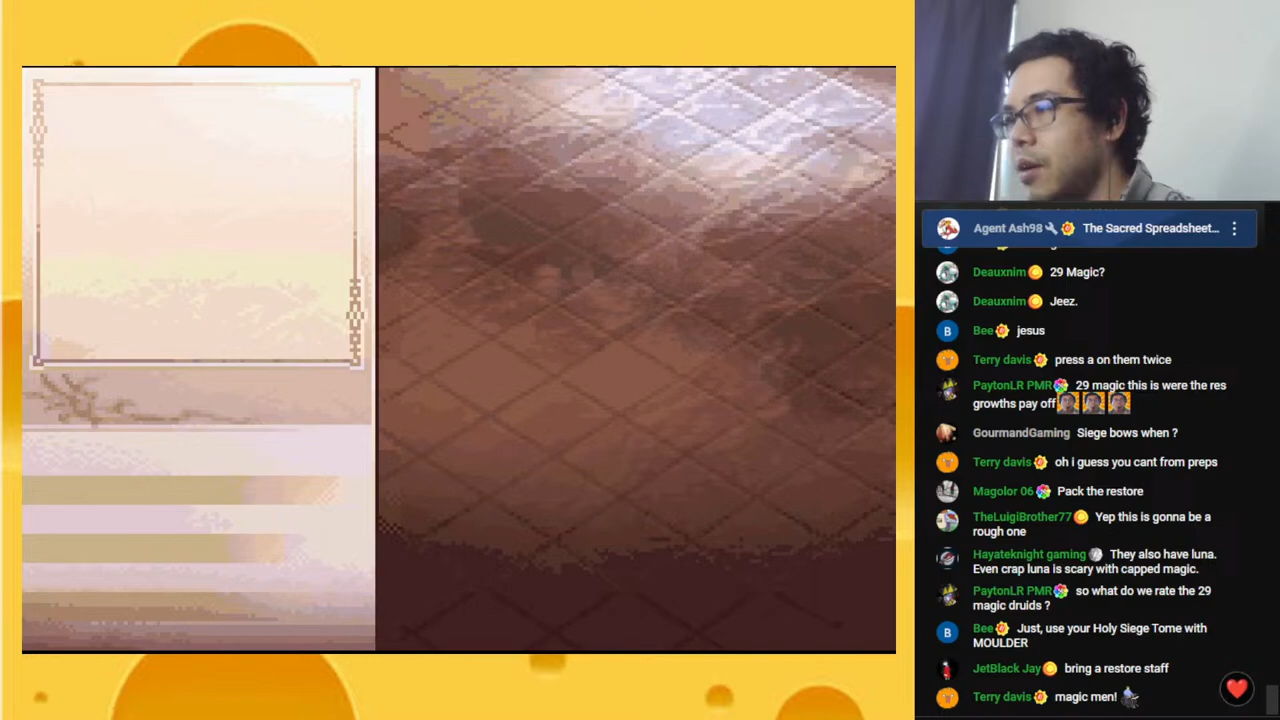 Agent Ash98 The Sacred Spreadsheet...
Deauxnim 29 Magic?
Deauxnim Jeez.
B Bee jesus
Terry davis press a on them twice
PaytonLR PMR 29 magic this is were the res
growths pay off
GourmandGaming Siege bows when ?
Terry davis oh i guess you cant from preps
Magolor 06 Pack the restore
TheLuigiBrother77 Yep this is gonna be a
rough one
Hayateknight gaming They also have luna.
Even crap luna is scary with capped magic.
PaytonLR PMR so what do we rate the 29
magic druids ?
B Bee Just, use your Holy Siege Tome with
MOULDER
JetBlack Jay bring a restore staff
Terry davis magic men!